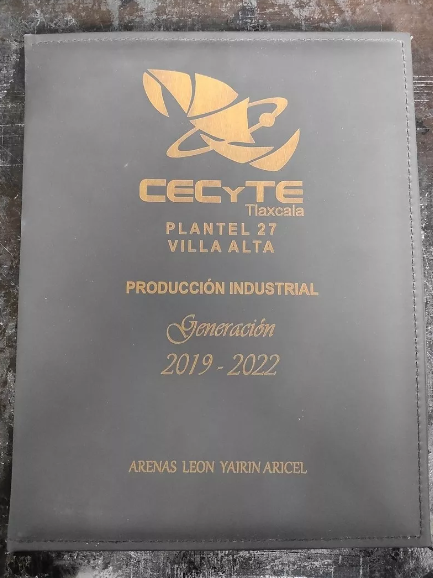 CECyTE
Tlaxcala
PLANTEL 27
VILLA ALTA
PRODUCCIÓN INDUSTRIAL
Generación
2019 - 2022
ARENAS LEON YAIRIN ARICEL